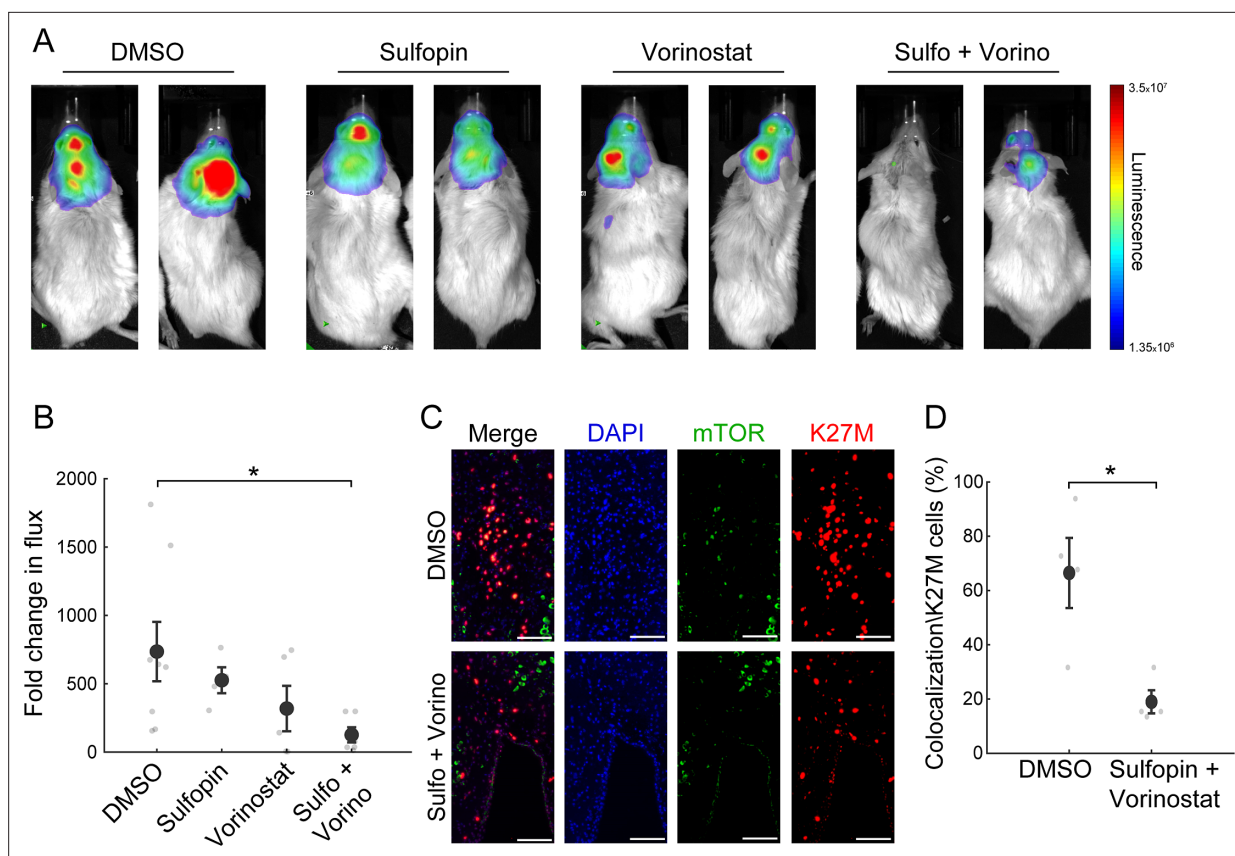 A
DMSO
Sulfopin
Vorinostat
Sulfo + Vorino
3.5x10⁷
Luminescence
1.35x10⁶
B
Fold change in flux
2000
1500
1000
500
0
*
DMSO
Sulfopin
Vorinostat
Sulfo +
Vorino
C
Merge
DAPI
mTOR
K27M
DMSO
Sulfo + Vorino
D
Colocalization\K27M cells (%)
100
80
60
40
20
0
*
DMSO
Sulfopin +
Vorinostat